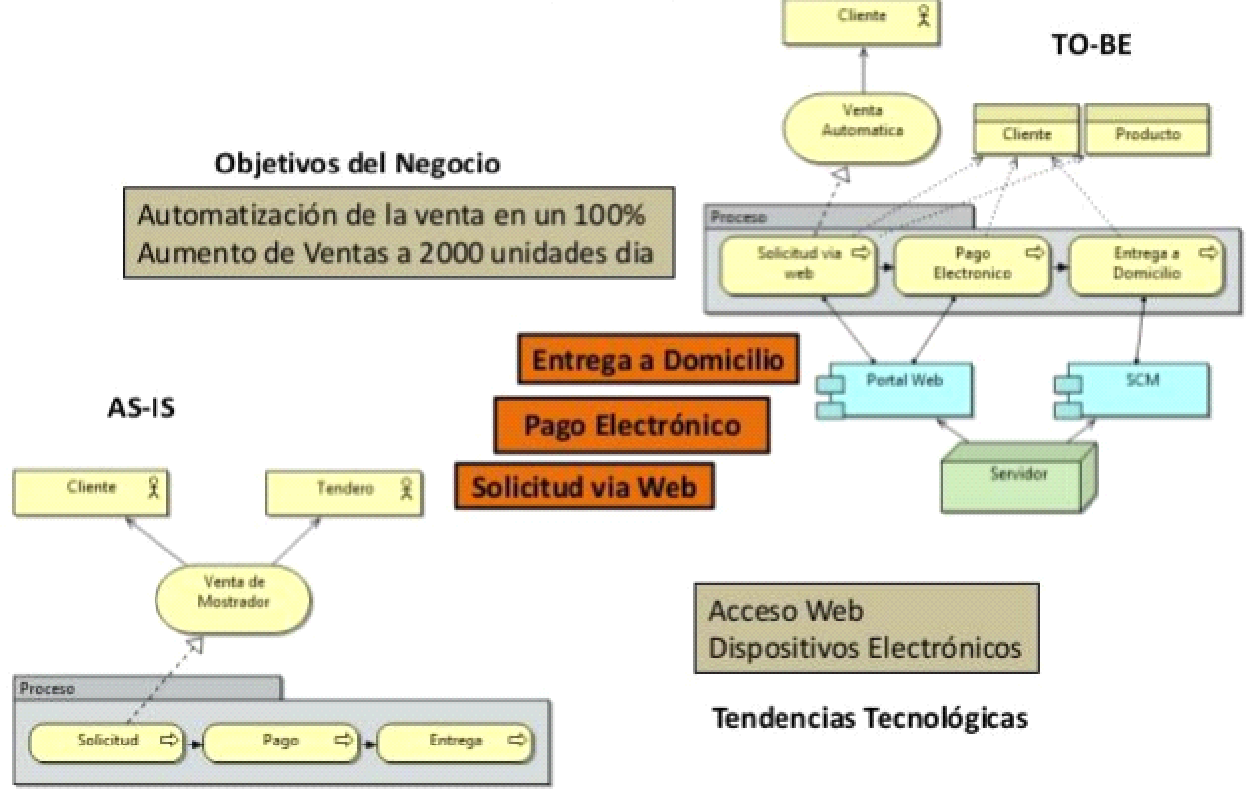 Cliente
TO-BE
Venta
Automatica
Cliente
Producto
Objetivos del Negocio
Automatización de la venta en un 100%
Aumento de Ventas a 2000 unidades dia
Proceso
Solicitud via
web
Pago
Electronico
Entrega a
Domicilio
Entrega a Domicilio
Portal Web
SCM
AS-IS
Pago Electrónico
Servidor
Cliente
Tendero
Solicitud via Web
Venta de
Mostrador
Acceso Web
Dispositivos Electrónicos
Proceso
Tendencias Tecnológicas
Solicitud
Pago
Entrega